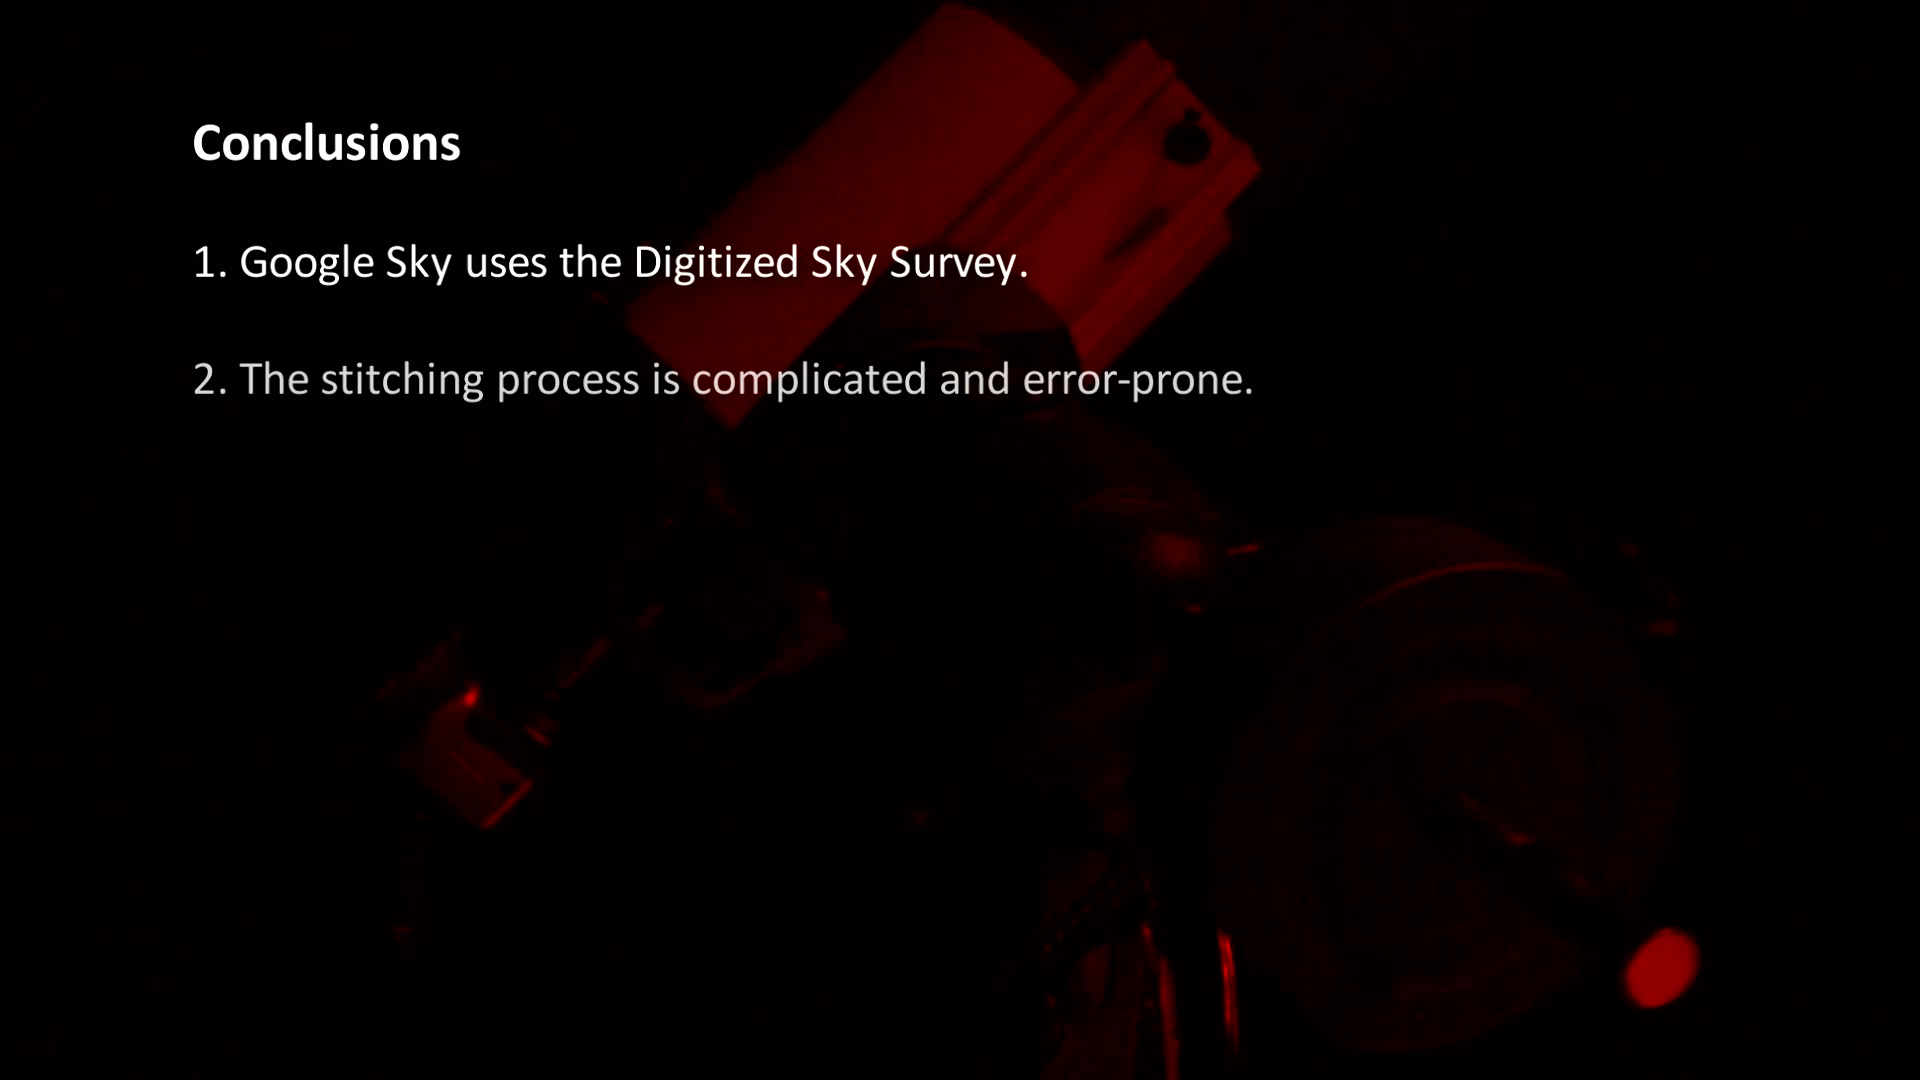 Conclusions
1. Google Sky uses the Digitized Sky Survey.
2. The stitching process is complicated and error-prone.